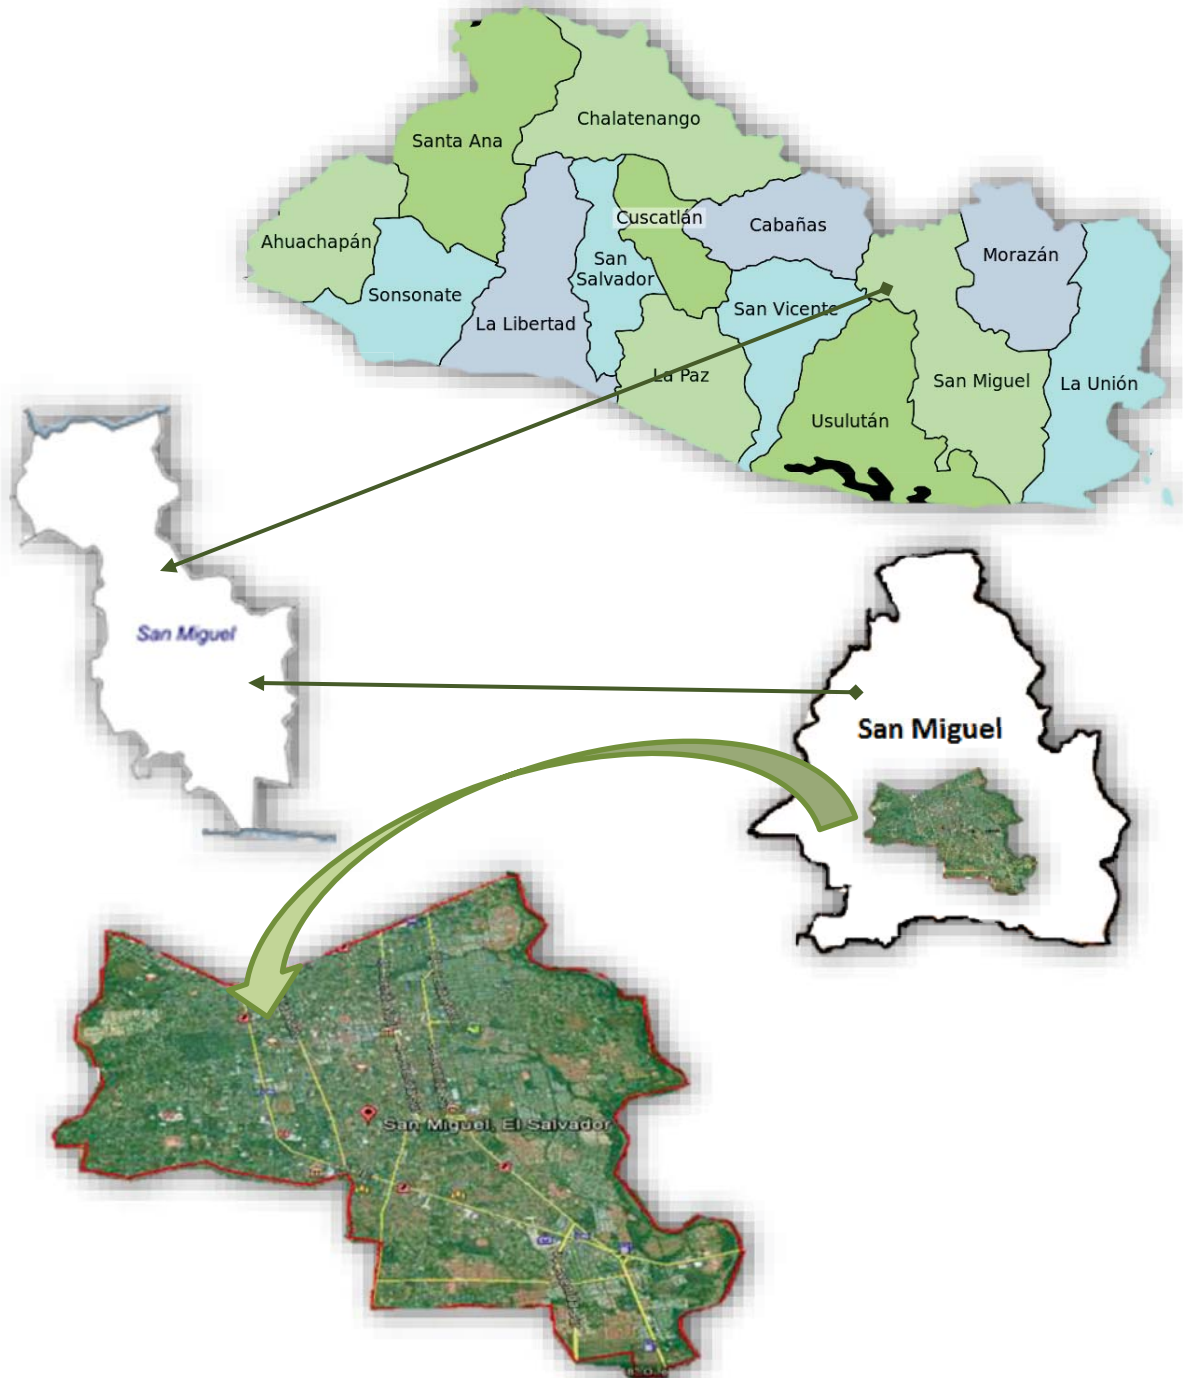 Chalatenango
Santa Ana
Cuscatlán
Cabañas
Ahuachapán
Morazán
San
Salvador
Sonsonate
San Vicente
La Libertad
La Paz
San Miguel
La Unión
Usulután
San Miguel
San Miguel
San Miguel, El Salvador